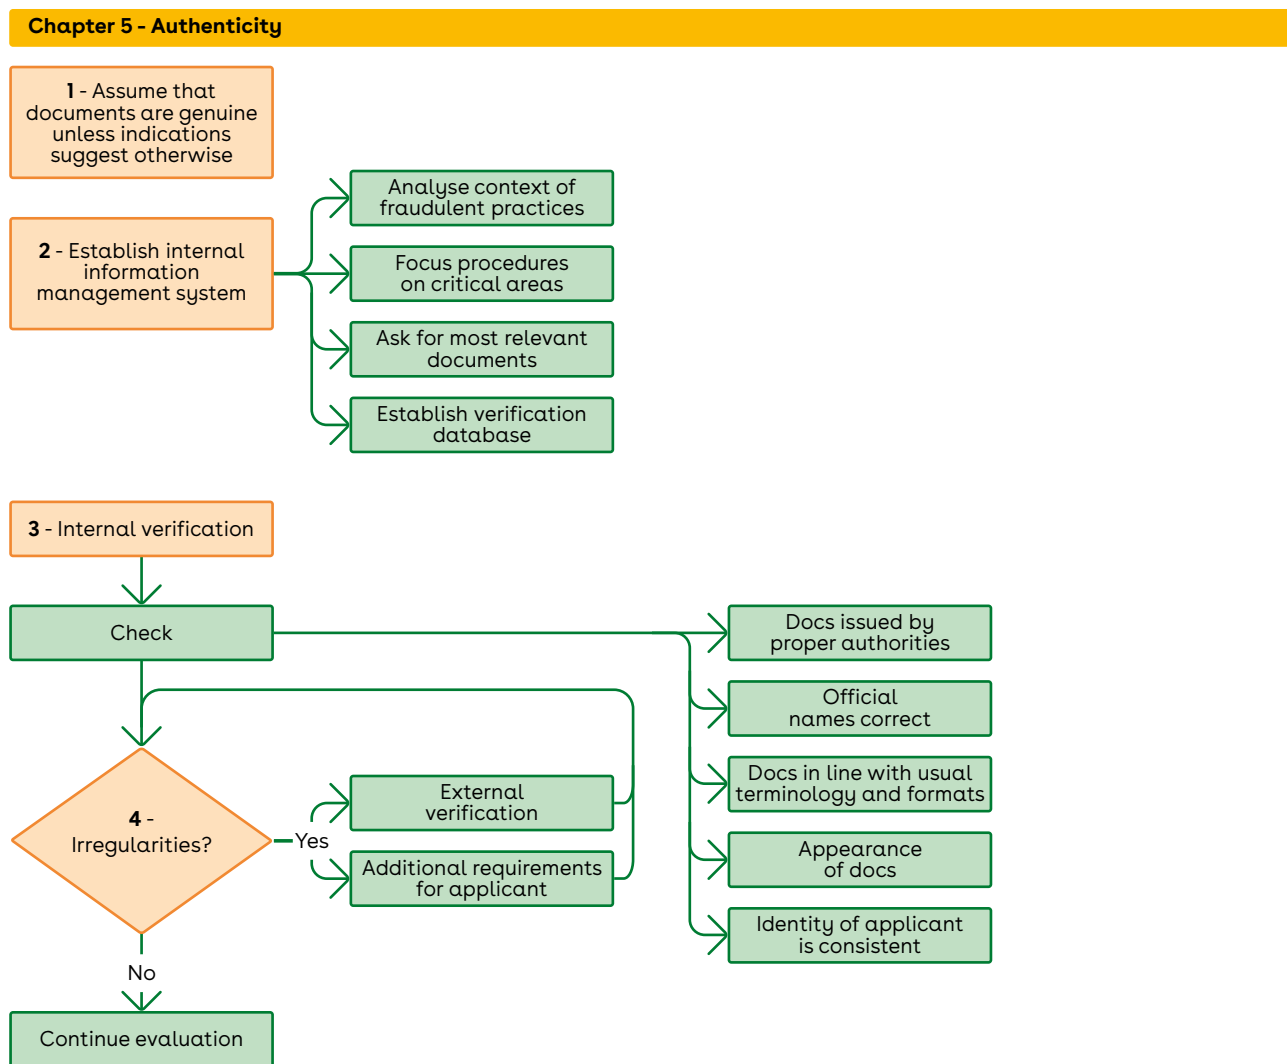 Chapter 5 - Authenticity
1 - Assume that
documents are genuine
unless indications
suggest otherwise
2 - Establish internal
information
management system
Analyse context of
fraudulent practices
Focus procedures
on critical areas
Ask for most relevant
documents
Establish verification
database
3 - Internal verification
Check
Docs issued by
proper authorities
Official
names correct
Docs in line with usual
terminology and formats
Appearance
of docs
Identity of applicant
is consistent
4 -
Irregularities?
Yes
External
verification
Additional requirements
for applicant
No
Continue evaluation